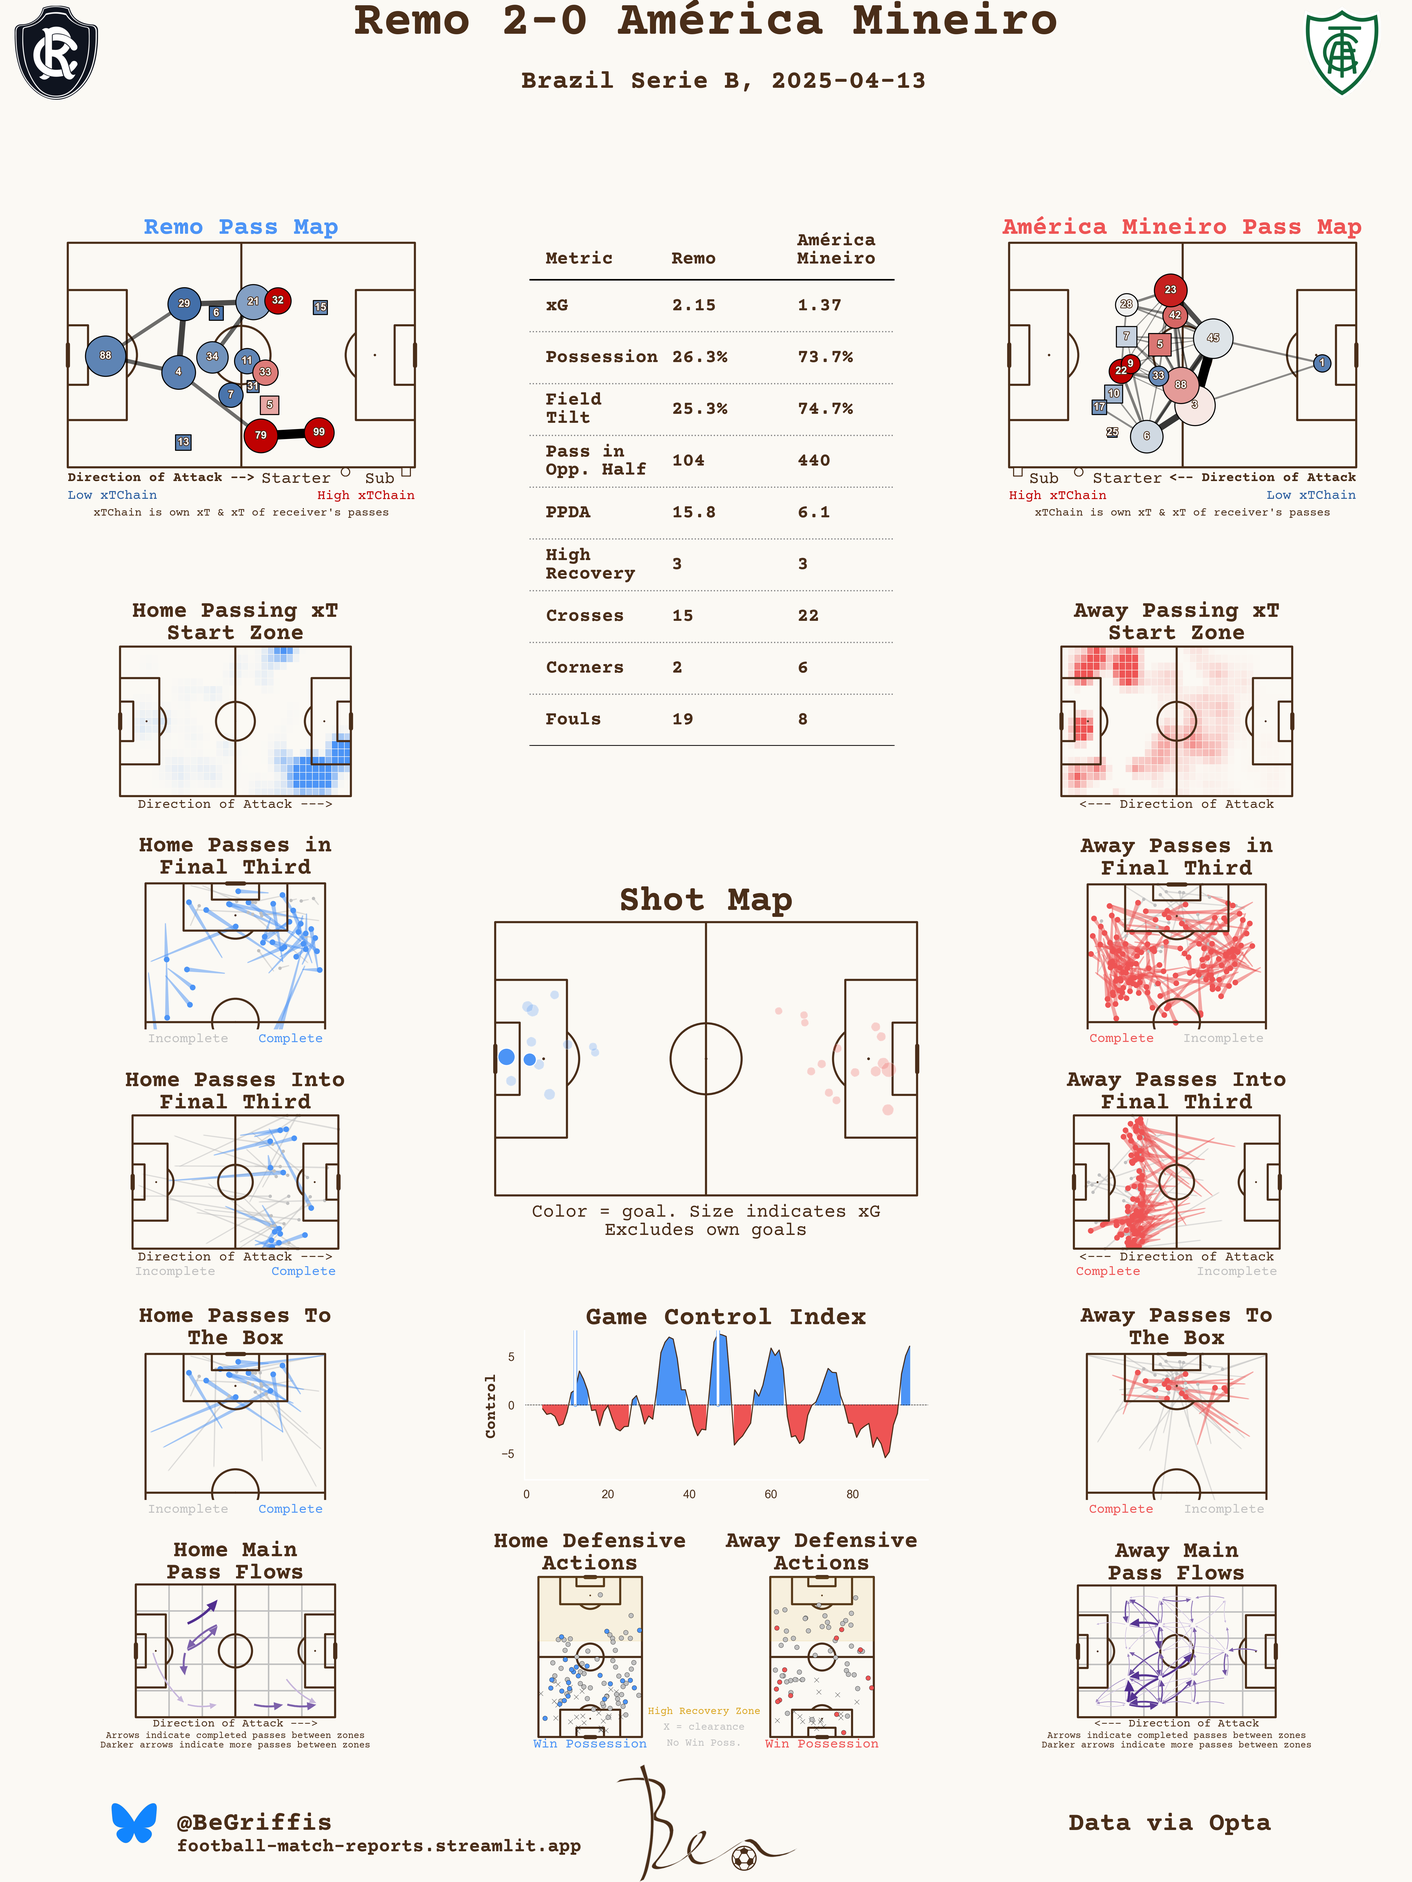 Remo 2-0 América Mineiro
Brazil Serie B, 2025-04-13
Remo Pass Map
88
29
4
6
21
32
15
34
11
33
7
31
5
13
79
99
Direction of Attack --> Starter Sub
Low xTChain High xTChain
xTChain is own xT & xT of receiver's passes
Metric Remo América Mineiro
xG 2.15 1.37
Possession 26.3% 73.7%
Field Tilt 25.3% 74.7%
Pass in Opp. Half 104 440
PPDA 15.8 6.1
High Recovery 3 3
Crosses 15 22
Corners 2 6
Fouls 19 8
América Mineiro Pass Map
23
28
42
7
5
45
9
22
33
88
1
10
17
3
25
6
Sub Starter <-- Direction of Attack
High xTChain Low xTChain
xTChain is own xT & xT of receiver's passes
Home Passing xT
Start Zone
Direction of Attack --->
Away Passing xT
Start Zone
<--- Direction of Attack
Home Passes in
Final Third
Incomplete Complete
Away Passes in
Final Third
Complete Incomplete
Shot Map
Color = goal. Size indicates xG
Excludes own goals
Home Passes Into
Final Third
Direction of Attack --->
Incomplete Complete
Away Passes Into
Final Third
<--- Direction of Attack
Complete Incomplete
Home Passes To
The Box
Incomplete Complete
Game Control Index
Control
5
0
−5
0 20 40 60 80
Away Passes To
The Box
Complete Incomplete
Home Main
Pass Flows
Direction of Attack --->
Arrows indicate completed passes between zones
Darker arrows indicate more passes between zones
Home Defensive
Actions
Win Possession
High Recovery Zone
X = clearance
No Win Poss.
Away Defensive
Actions
Win Possession
Away Main
Pass Flows
<--- Direction of Attack
Arrows indicate completed passes between zones
Darker arrows indicate more passes between zones
@BeGriffis
football-match-reports.streamlit.app
Ben
Data via Opta